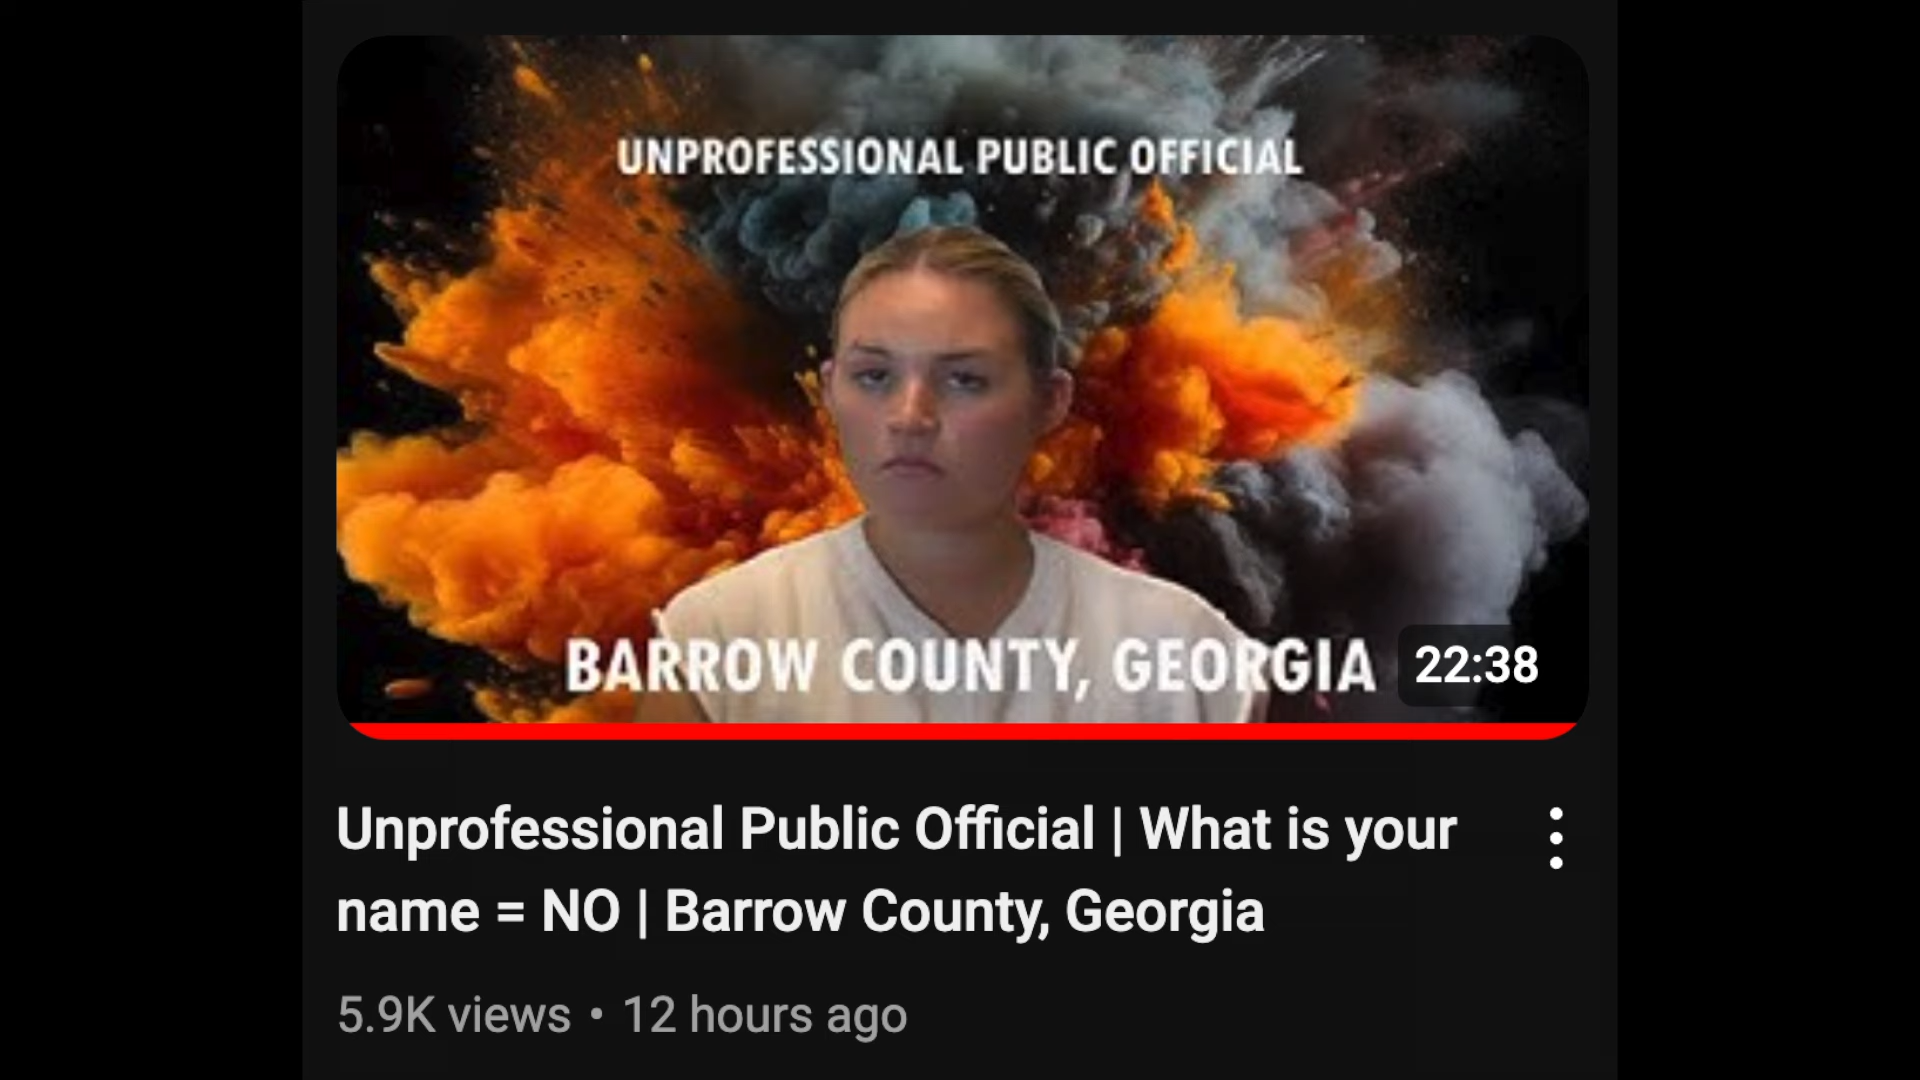 UNPROFESSIONAL PUBLIC OFFICIAL
BARROW COUNTY, GEORGIA
22:38
Unprofessional Public Official | What is your
name = NO | Barrow County, Georgia
5.9K views • 12 hours ago